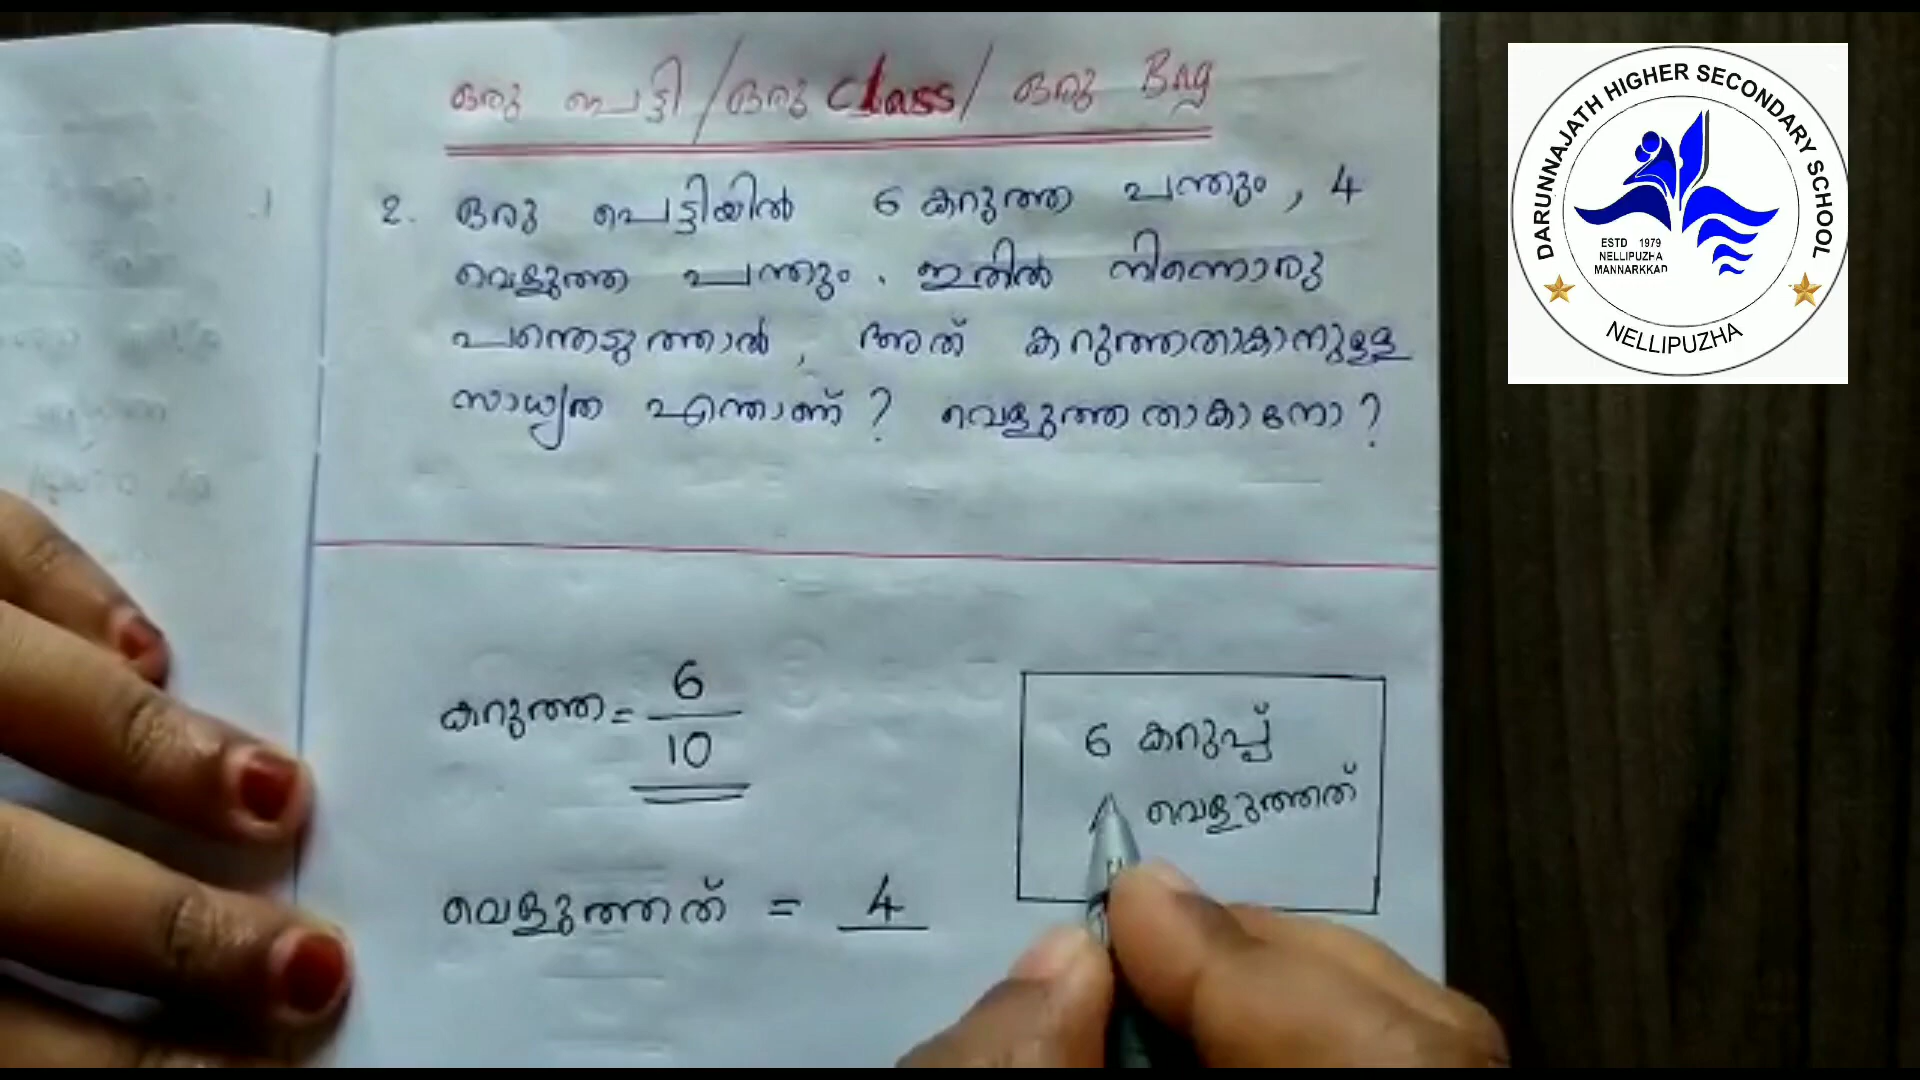 ഒരു പെട്ടി / ഒരു Class / ഒരു Bag
2. ഒരു പെട്ടിയിൽ 6 കറുത്ത പന്തും, 4
വെളുത്ത പന്തും. ഇതിൽ നിന്നൊരു
പന്തെടുത്താൽ, അത് കറുത്തതാകാനുള്ള
സാധ്യത എന്താണ്? വെളുത്തതാകാനോ?
കറുത്ത = 6
10
വെളുത്തത് = 4
6 കറുപ്പ്
വെളുത്തത്
DARUNNAJATH HIGHER SECONDARY SCHOOL
ESTD 1979
NELLIPUZHA
MANNARKKAD
NELLIPUZHA